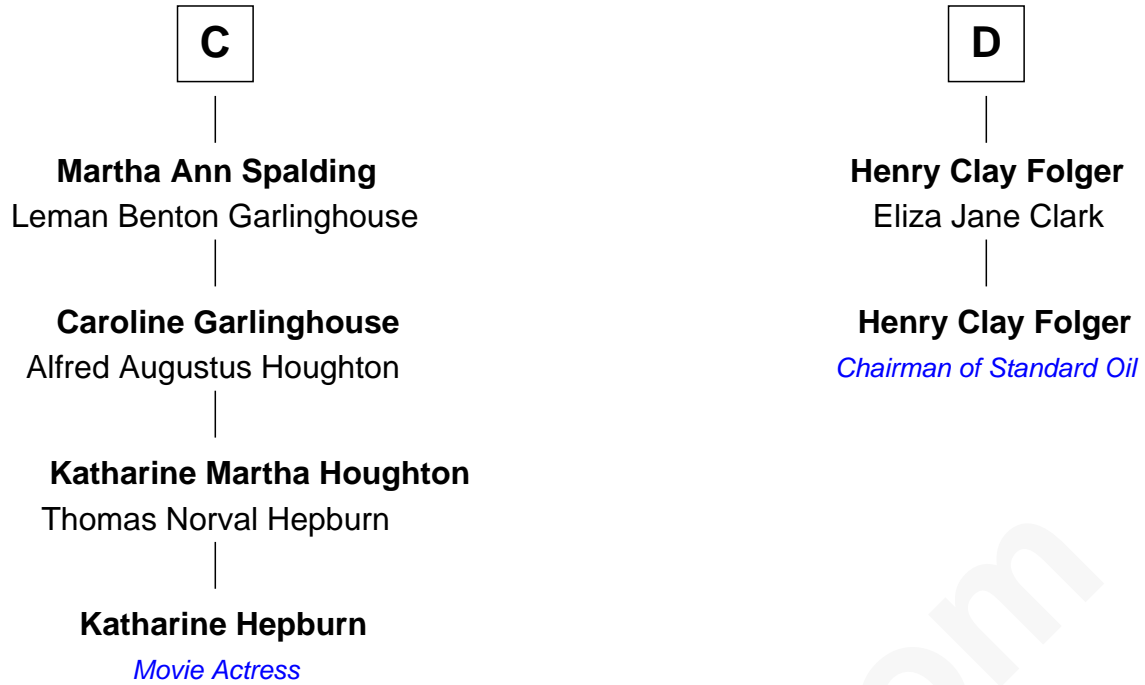 C
Martha Ann Spalding
Leman Benton Garlinghouse
Caroline Garlinghouse
Alfred Augustus Houghton
Katharine Martha Houghton
Thomas Norval Hepburn
Katharine Hepburn
Movie Actress
D
Henry Clay Folger
Eliza Jane Clark
Henry Clay Folger
Chairman of Standard Oil
om